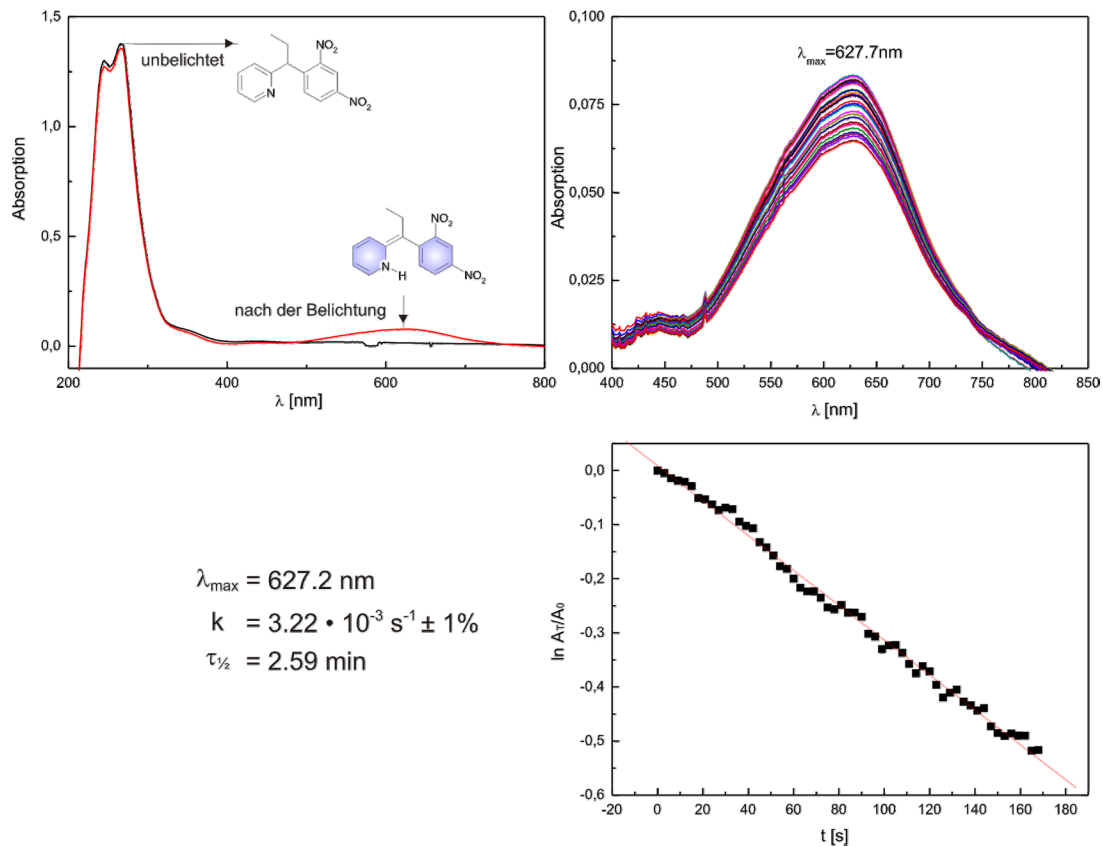 1,5
1,0
0,5
0,0
Absorption
200
400
600
800
λ [nm]
unbelichtet
N
NO₂
NO₂
NO₂
NO₂
N
H
nach der Belichtung
0,100
0,075
0,050
0,025
0,000
Absorption
λmax=627.7nm
400
450
500
550
600
650
700
750
800
850
λ [nm]
λmax = 627.2 nm
k = 3.22 • 10⁻³ s⁻¹ ± 1%
τ½ = 2.59 min
0,0
-0,1
-0,2
-0,3
-0,4
-0,5
-0,6
ln Aᴛ/A₀
-20
0
20
40
60
80
100
120
140
160
180
t [s]